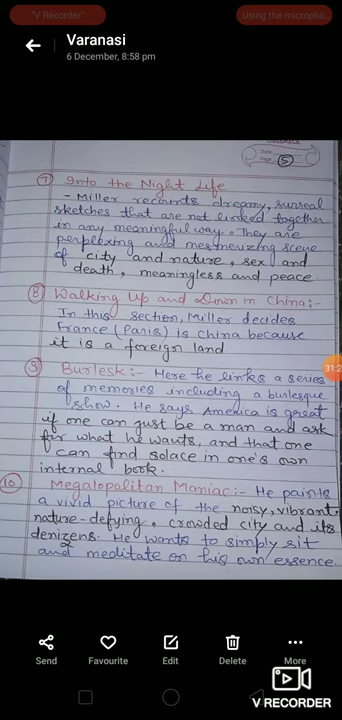 "V Recorder"
Using the micropho...
Varanasi
6 December, 8:58 pm
Date
Page 5
7 Into the Night Life
- Miller recounts dreamy, surreal
sketches that are not linked together
in any meaningful way. They are
perplexing and mesmerizing scene
of city and nature, sex and
death, meaningless and peace
8 Walking Up and Down in China:-
In this section, Miller decides
France (Paris) is China because
it is a foreign land
9 Burlesk:- Here he links a series
of memories including a burlesque
show. He says America is great
if one can just be a man and ask
for what he wants, and that one
can find solace in one's own
internal book.
10 Megalopolitan Maniac:- He paints
a vivid picture of the noisy, vibrant,
nature-defying, crowded city and its
denizens. He wants to simply sit
and meditate on his own essence.
31:2
Send
Favourite
Edit
Delete
More
V RECORDER